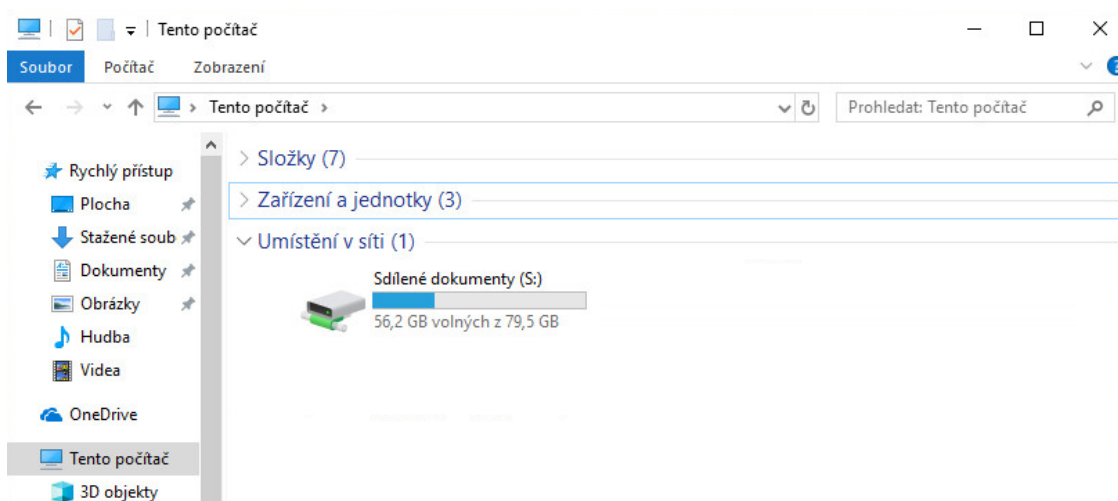 Tento počítač
Soubor Počítač Zobrazení
Tento počítač
Prohledat: Tento počítač
Rychlý přístup
Plocha
Stažené soub
Dokumenty
Obrázky
Hudba
Videa
OneDrive
Tento počítač
3D objekty
Složky (7)
Zařízení a jednotky (3)
Umístění v síti (1)
Sdílené dokumenty (S:)
56,2 GB volných z 79,5 GB